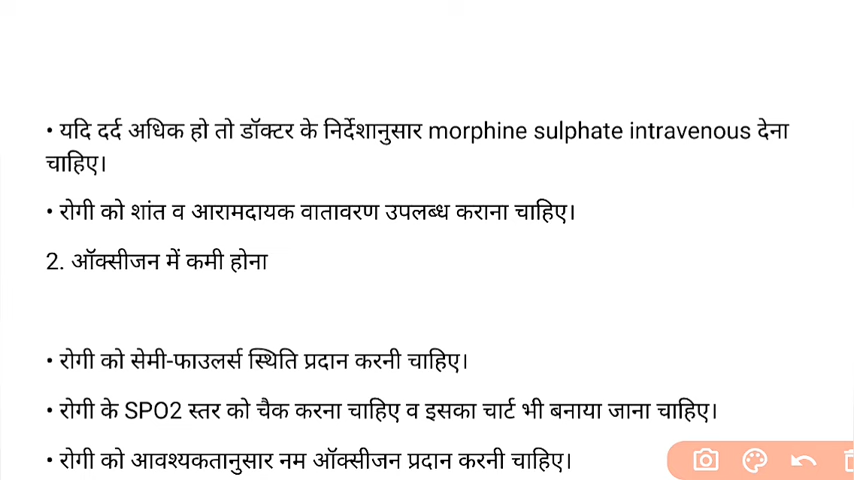 • यदि दर्द अधिक हो तो डॉक्टर के निर्देशानुसार morphine sulphate intravenous देना
चाहिए।
• रोगी को शांत व आरामदायक वातावरण उपलब्ध कराना चाहिए।
2. ऑक्सीजन में कमी होना
• रोगी को सेमी-फाउलर्स स्थिति प्रदान करनी चाहिए।
• रोगी के SPO2 स्तर को चैक करना चाहिए व इसका चार्ट भी बनाया जाना चाहिए।
• रोगी को आवश्यकतानुसार नम ऑक्सीजन प्रदान करनी चाहिए।